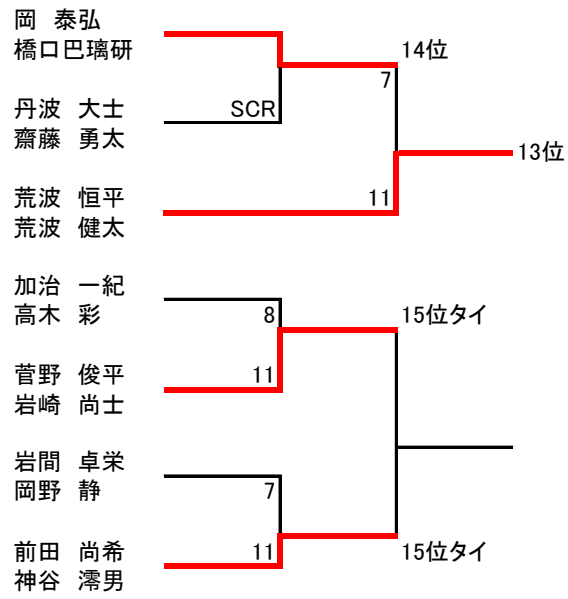 岡　泰弘
橋口巴璃研
14位
7
丹波　大士
SCR
齋藤　勇太
13位
荒波　恒平
11
荒波　健太
加治　一紀
高木　彩
8
15位タイ
菅野　俊平
11
岩崎　尚士
岩間　卓栄
岡野　静
7
前田　尚希
11
15位タイ
神谷　澪男